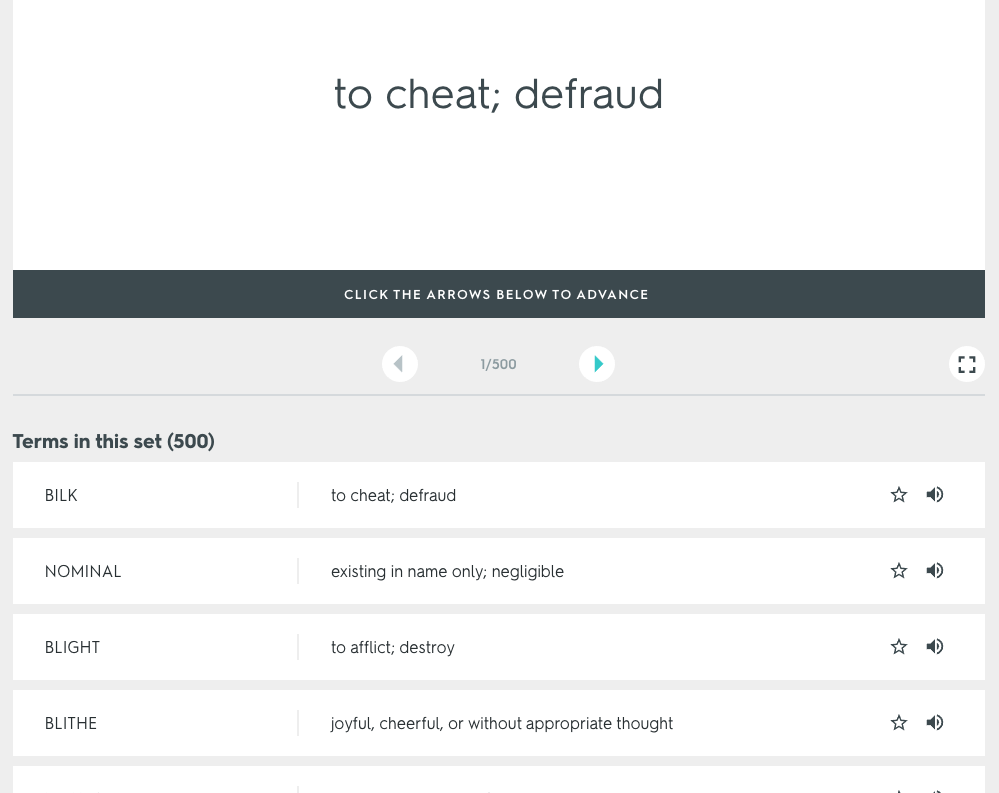 to cheat; defraud
CLICK THE ARROWS BELOW TO ADVANCE
1/500
Terms in this set (500)
BILK
to cheat; defraud
NOMINAL
existing in name only; negligible
BLIGHT
to afflict; destroy
BLITHE
joyful, cheerful, or without appropriate thought